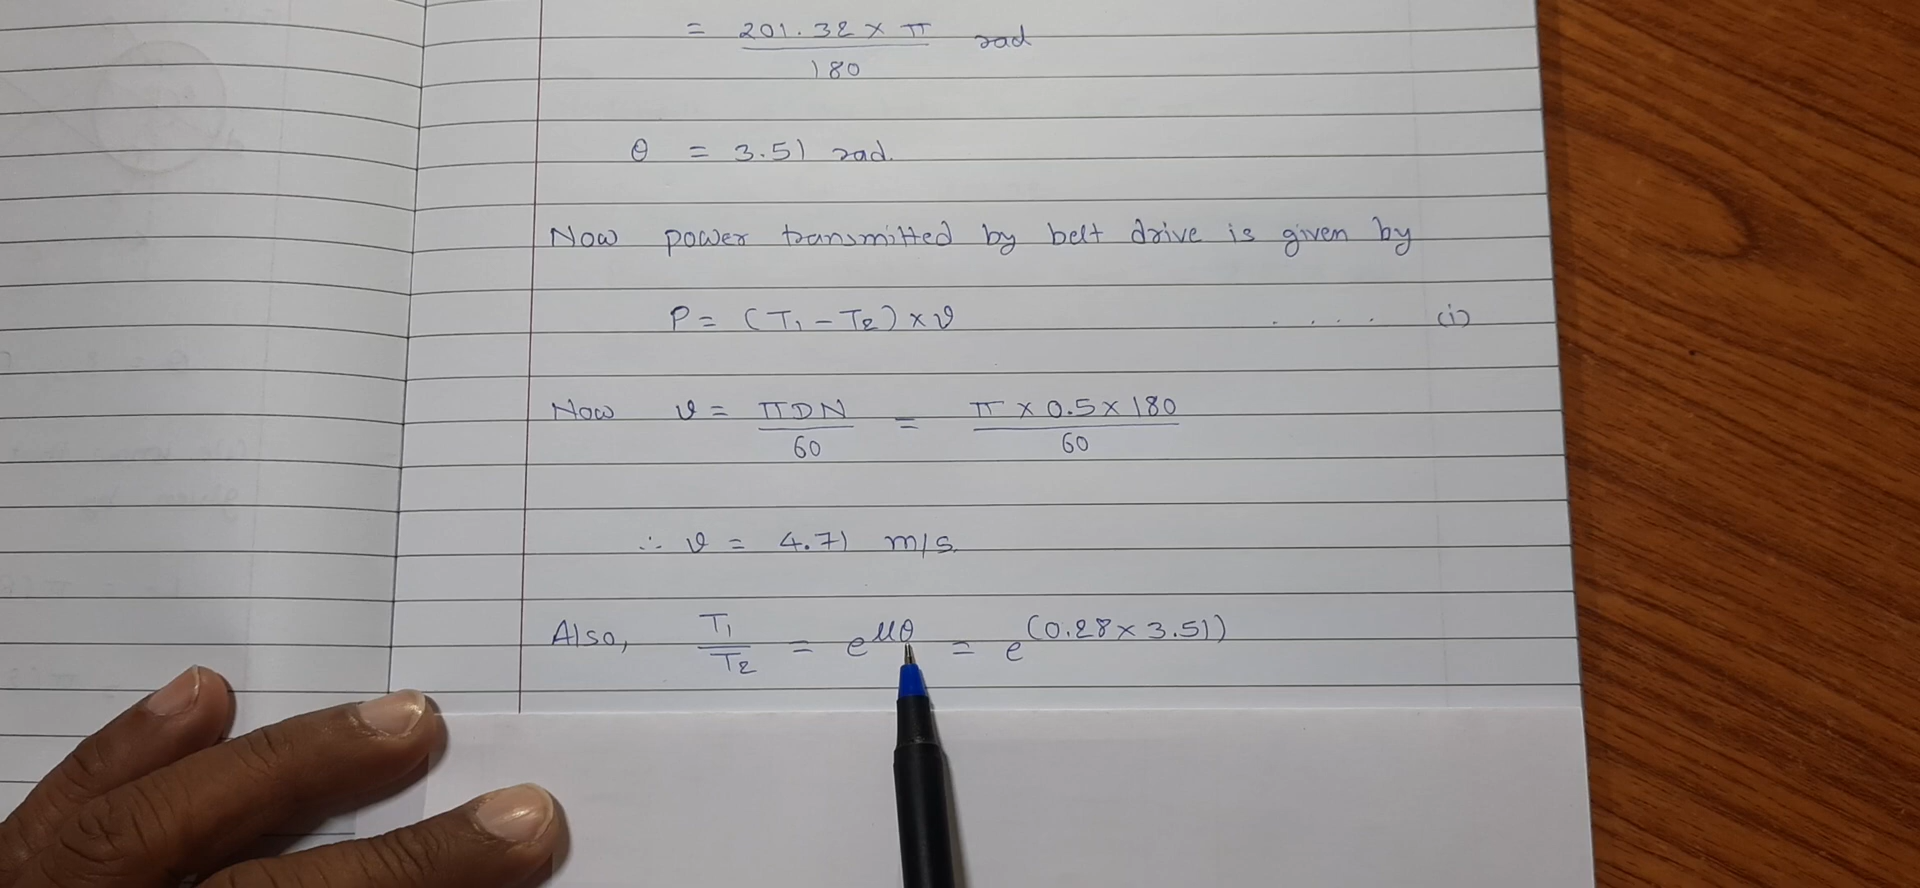 = 201.32 × π / 180 rad
θ = 3.51 rad.
Now power transmitted by belt drive is given by
P = (T₁ - T₂) × v .... (i)
Now v = πDN / 60 = π × 0.5 × 180 / 60
∴ v = 4.71 m/s.
Also, T₁ / T₂ = e^μθ = e^(0.28 × 3.51)